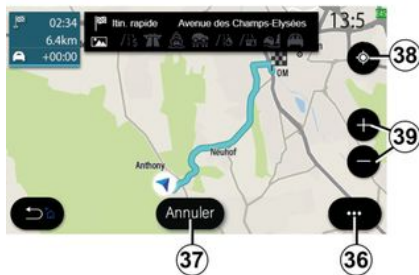 02:34
6.4km
+00:00
Itin. rapide Avenue des Champs-Elysées
13:5
38
OM
39
Neuhof
Anthony
Annuler
37
36